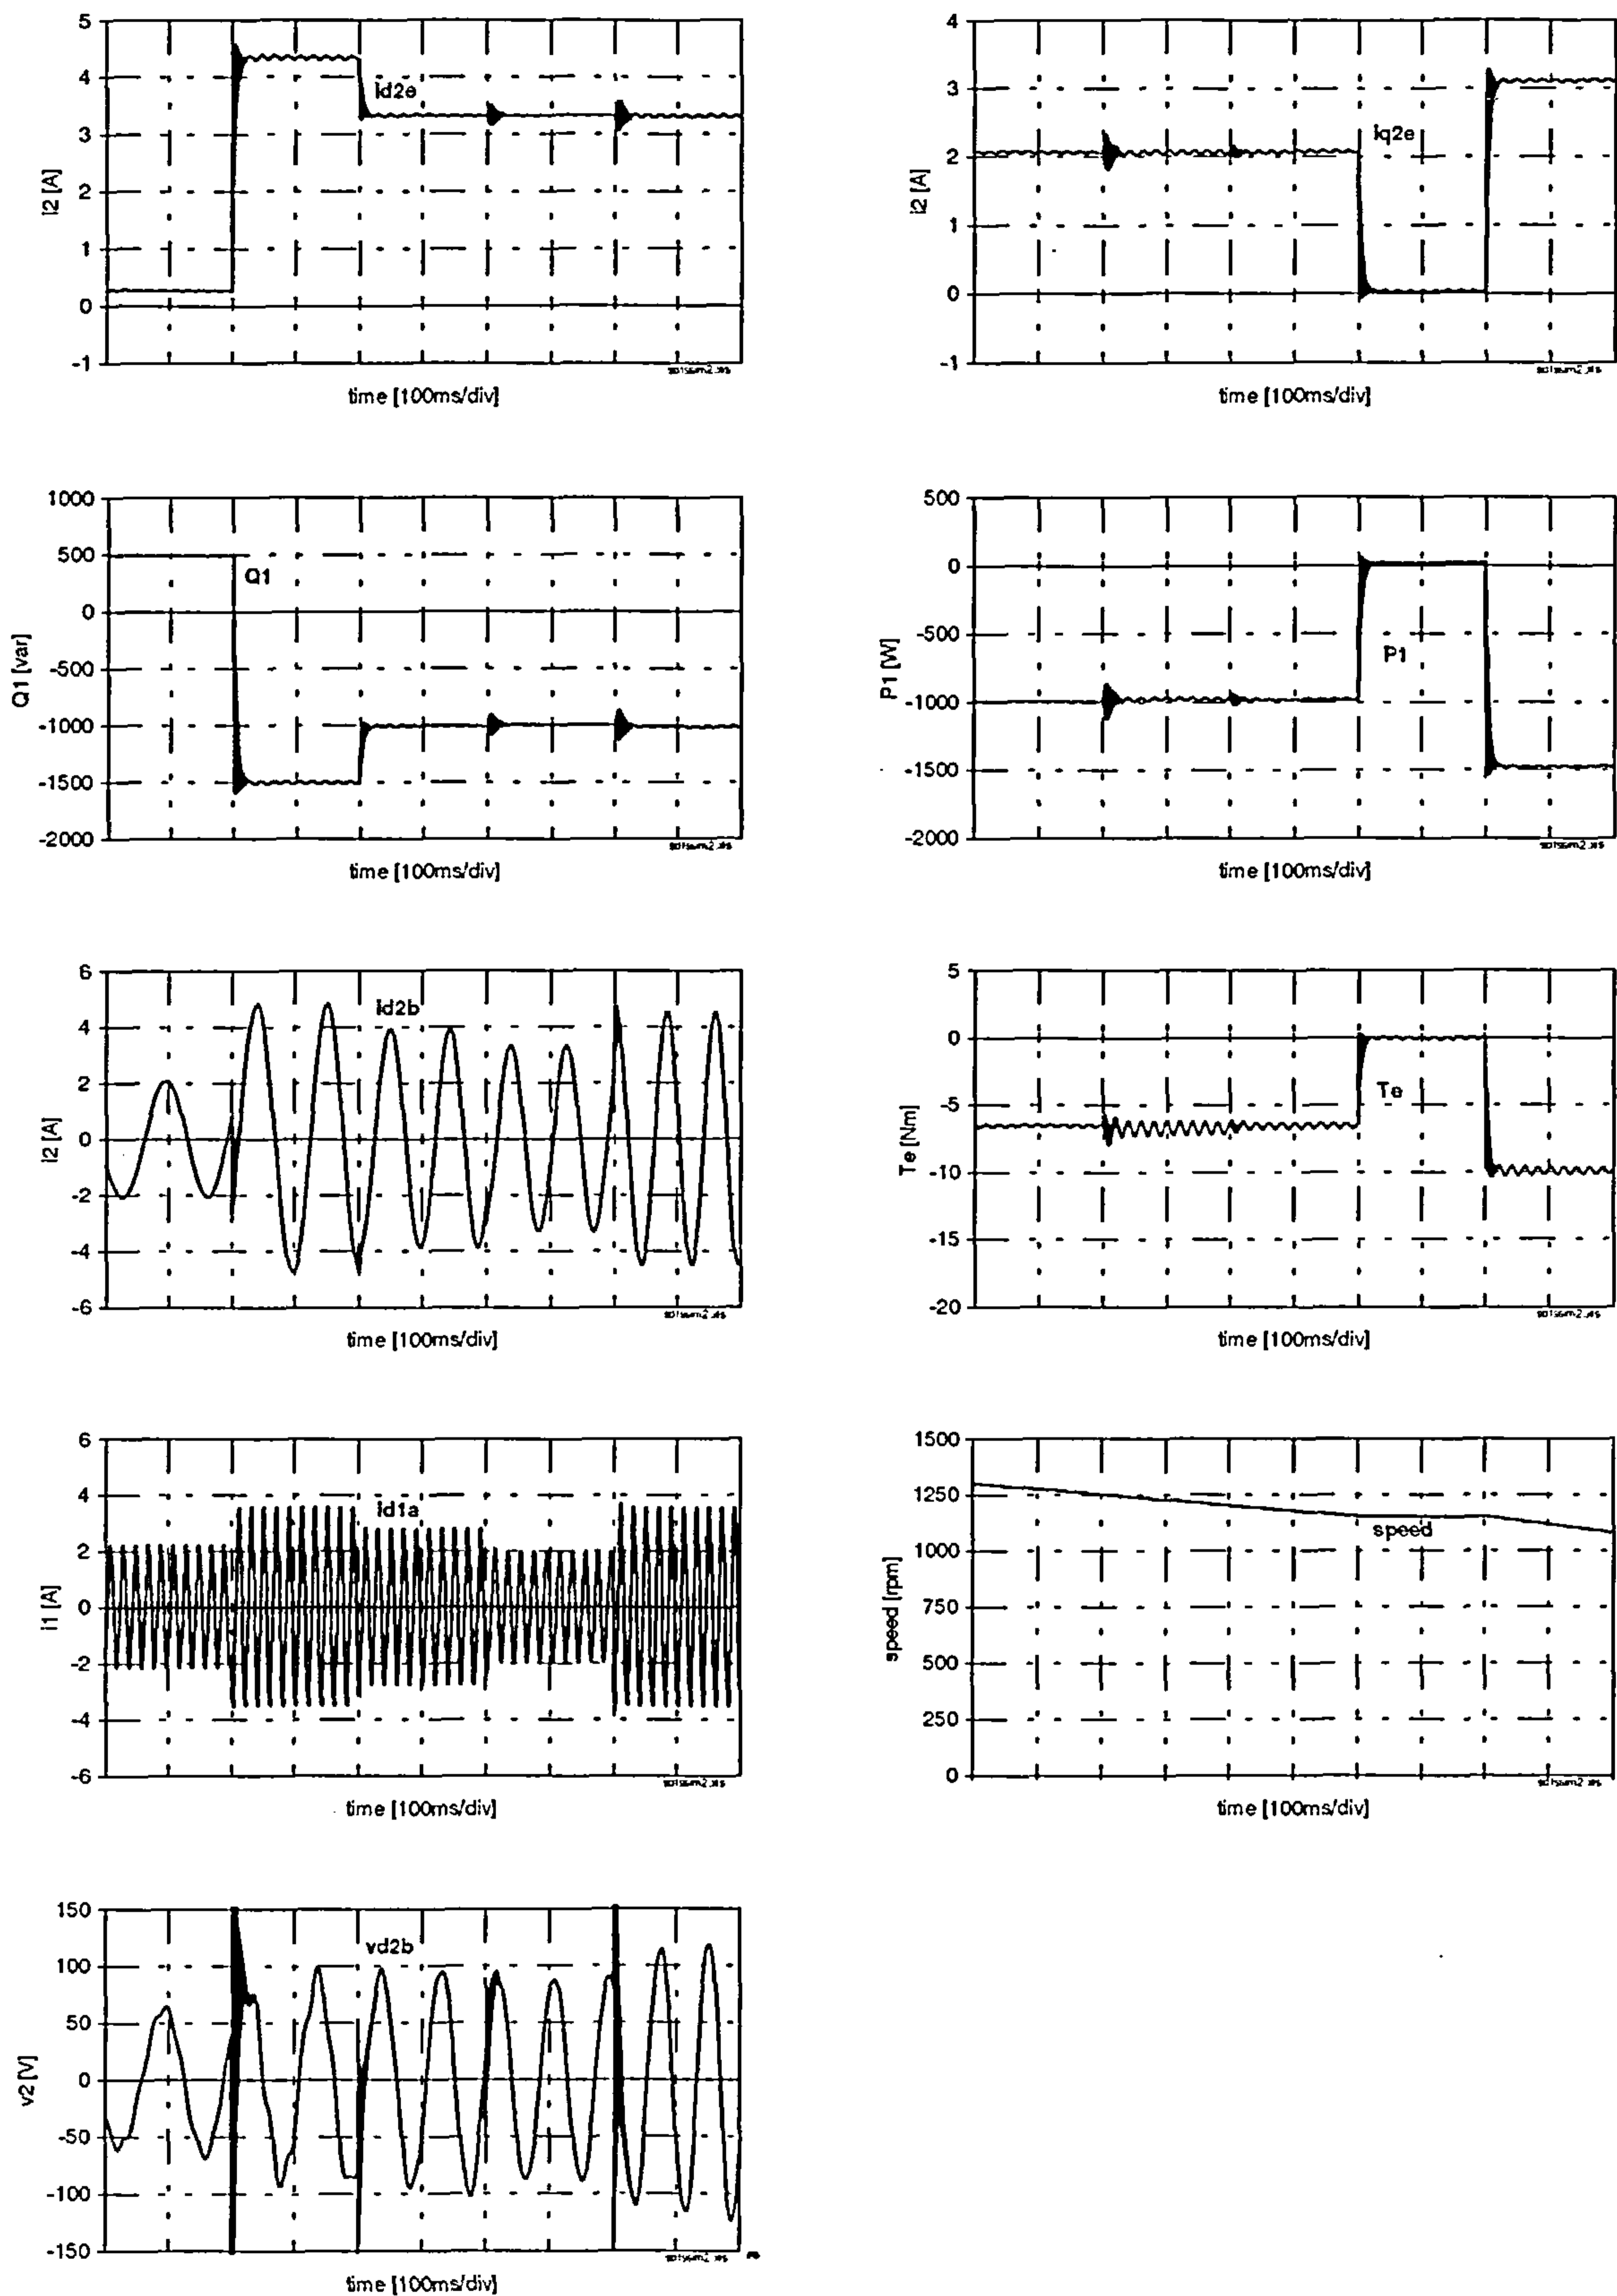 5
4
3
2
1
0
-1
I2 [A]
id2e
time [100ms/div]
4
3
2
1
0
-1
I2 [A]
iq2e
time [100ms/div]
1000
500
0
-500
-1000
-1500
-2000
Q1 [var]
Q1
time [100ms/div]
500
0
-500
-1000
-1500
-2000
P1 [W]
P1
time [100ms/div]
6
4
2
0
-2
-4
-6
I2 [A]
id2b
time [100ms/div]
5
0
-5
-10
-15
-20
Te [Nm]
Te
time [100ms/div]
6
4
2
0
-2
-4
-6
I1 [A]
id1a
time [100ms/div]
1500
1250
1000
750
500
250
0
speed [rpm]
speed
time [100ms/div]
150
100
50
0
-50
-100
-150
v2 [V]
vd2b
time [100ms/div]